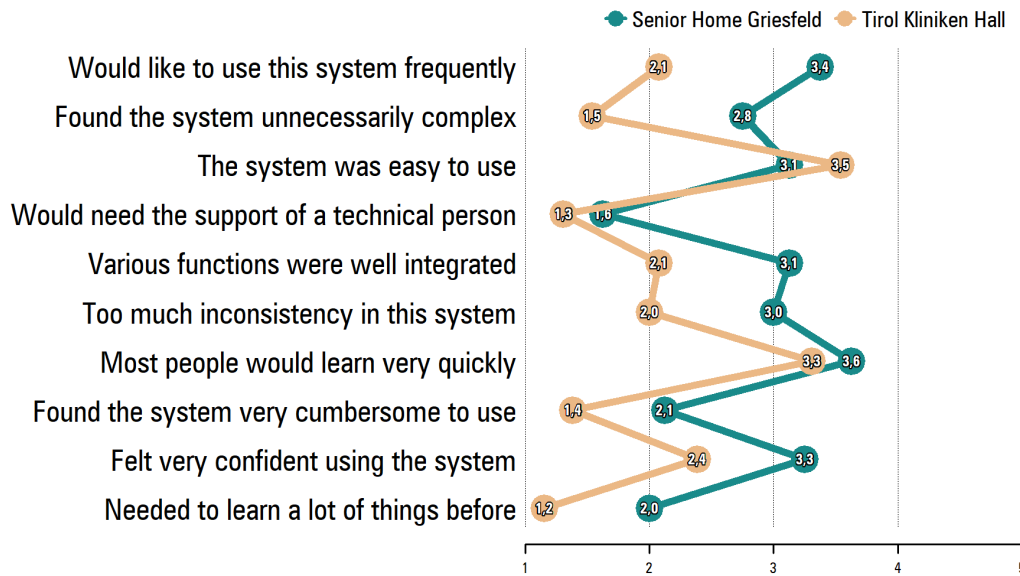 Senior Home Griesfeld Tirol Kliniken Hall
Would like to use this system frequently 2,1 3,4
Found the system unnecessarily complex 1,5 2,8
The system was easy to use 3,1 3,5
Would need the support of a technical person 1,3 1,6
Various functions were well integrated 2,1 3,1
Too much inconsistency in this system 2,0 3,0
Most people would learn very quickly 3,3 3,6
Found the system very cumbersome to use 1,4 2,1
Felt very confident using the system 2,4 3,3
Needed to learn a lot of things before 1,2 2,0
1 2 3 4 5